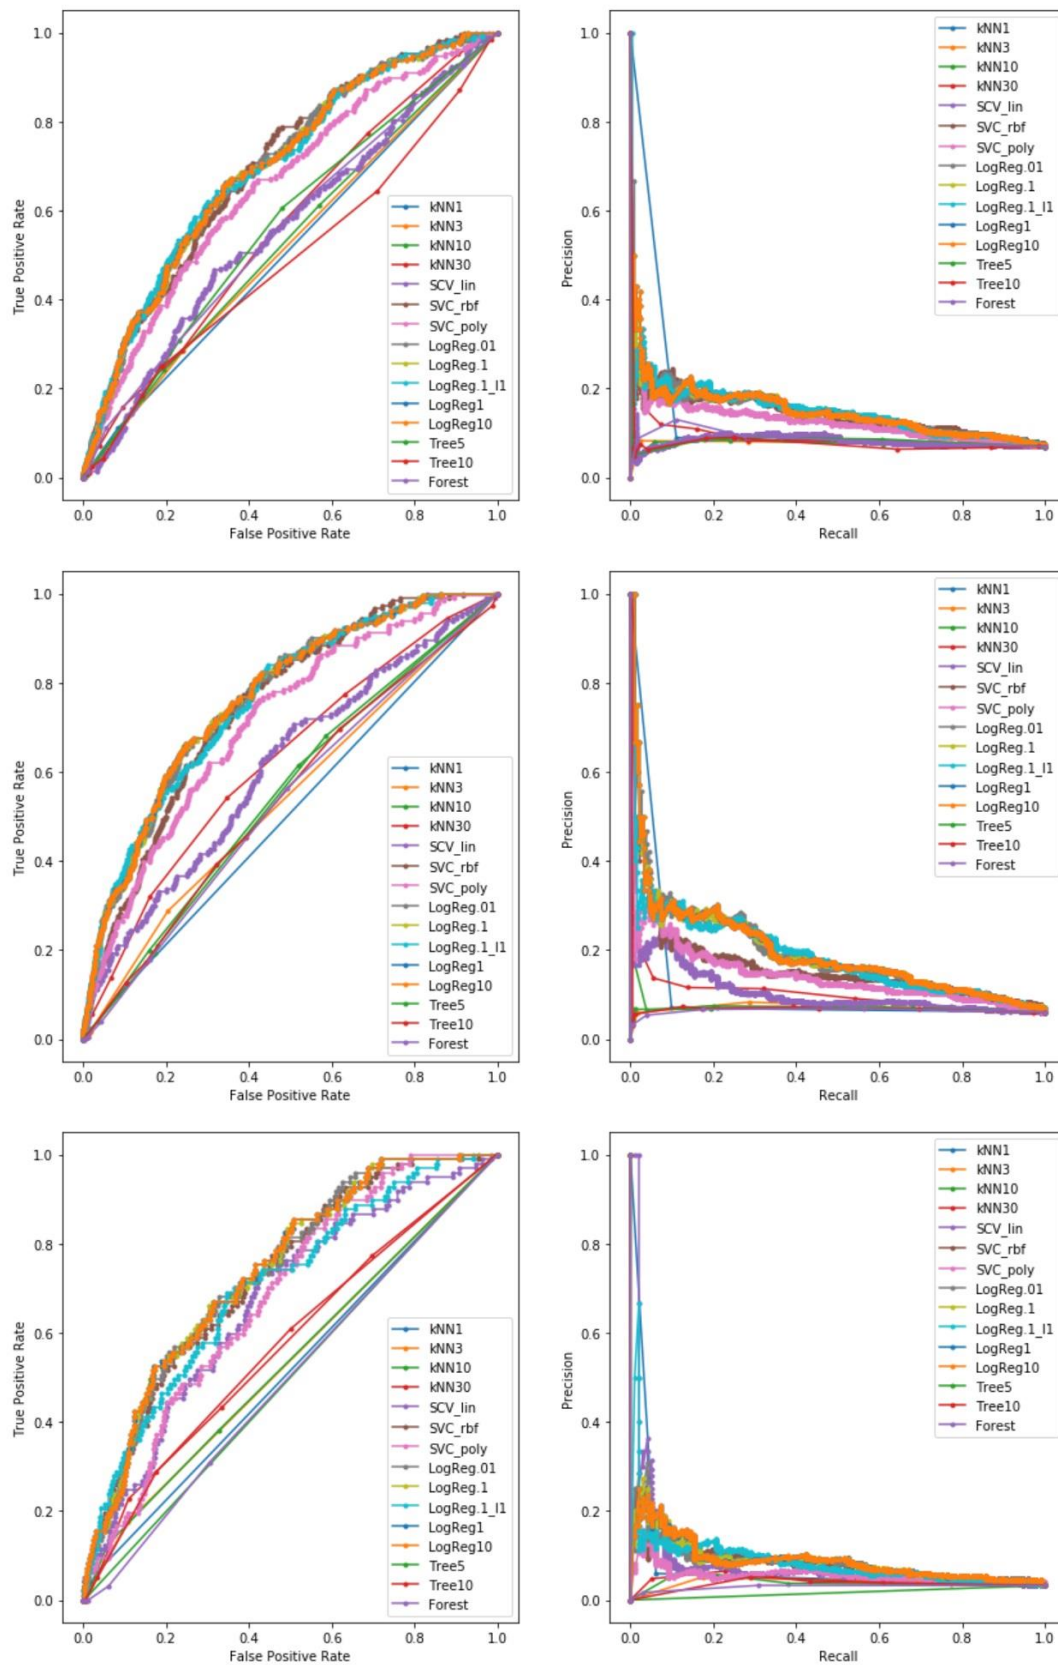 1.0
0.8
0.6
0.4
0.2
0.0
True Positive Rate
0.0 0.2 0.4 0.6 0.8 1.0
False Positive Rate
kNN1
kNN3
kNN10
kNN30
SCV_lin
SVC_rbf
SVC_poly
LogReg.01
LogReg.1
LogReg.1_l1
LogReg1
LogReg10
Tree5
Tree10
Forest
1.0
0.8
0.6
0.4
0.2
0.0
Precision
0.0 0.2 0.4 0.6 0.8 1.0
Recall
kNN1
kNN3
kNN10
kNN30
SCV_lin
SVC_rbf
SVC_poly
LogReg.01
LogReg.1
LogReg.1_l1
LogReg1
LogReg10
Tree5
Tree10
Forest
1.0
0.8
0.6
0.4
0.2
0.0
True Positive Rate
0.0 0.2 0.4 0.6 0.8 1.0
False Positive Rate
kNN1
kNN3
kNN10
kNN30
SCV_lin
SVC_rbf
SVC_poly
LogReg.01
LogReg.1
LogReg.1_l1
LogReg1
LogReg10
Tree5
Tree10
Forest
1.0
0.8
0.6
0.4
0.2
0.0
Precision
0.0 0.2 0.4 0.6 0.8 1.0
Recall
kNN1
kNN3
kNN10
kNN30
SCV_lin
SVC_rbf
SVC_poly
LogReg.01
LogReg.1
LogReg.1_l1
LogReg1
LogReg10
Tree5
Tree10
Forest
1.0
0.8
0.6
0.4
0.2
0.0
True Positive Rate
0.0 0.2 0.4 0.6 0.8 1.0
False Positive Rate
kNN1
kNN3
kNN10
kNN30
SCV_lin
SVC_rbf
SVC_poly
LogReg.01
LogReg.1
LogReg.1_l1
LogReg1
LogReg10
Tree5
Tree10
Forest
1.0
0.8
0.6
0.4
0.2
0.0
Precision
0.0 0.2 0.4 0.6 0.8 1.0
Recall
kNN1
kNN3
kNN10
kNN30
SCV_lin
SVC_rbf
SVC_poly
LogReg.01
LogReg.1
LogReg.1_l1
LogReg1
LogReg10
Tree5
Tree10
Forest